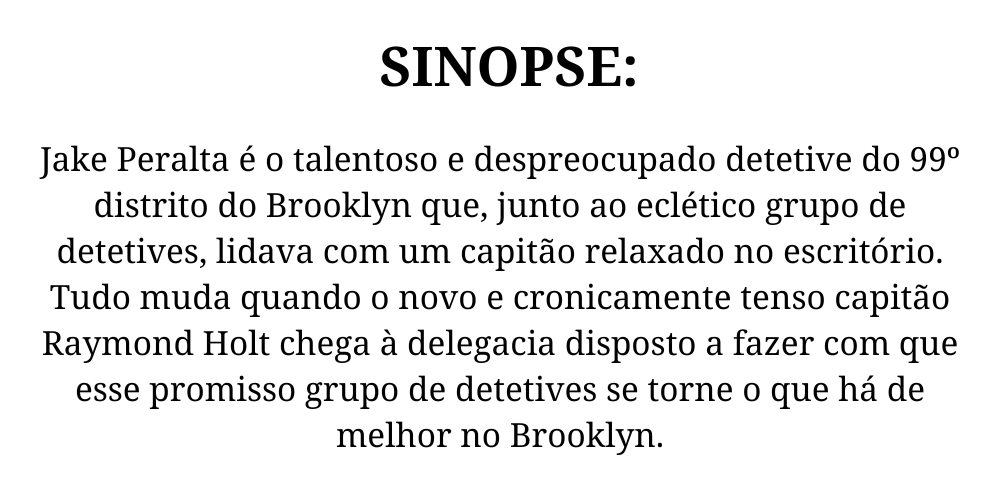 SINOPSE:
Jake Peralta é o talentoso e despreocupado detetive do 99º
distrito do Brooklyn que, junto ao eclético grupo de
detetives, lidava com um capitão relaxado no escritório.
Tudo muda quando o novo e cronicamente tenso capitão
Raymond Holt chega à delegacia disposto a fazer com que
esse promisso grupo de detetives se torne o que há de
melhor no Brooklyn.